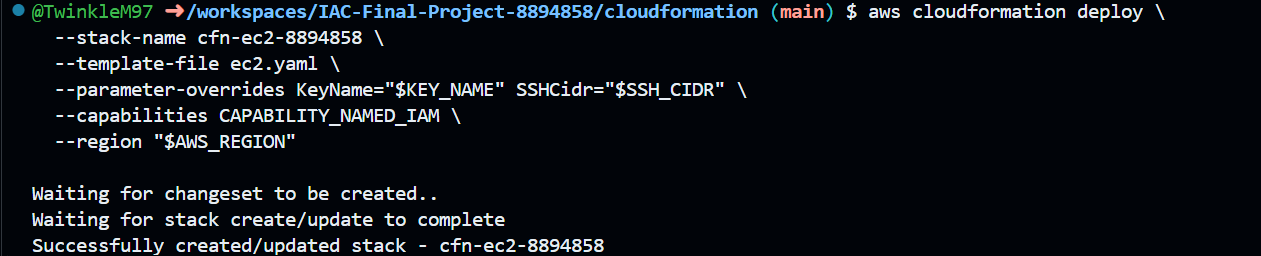 @TwinkleM97 ➜/workspaces/IAC-Final-Project-8894858/cloudformation (main) $ aws cloudformation deploy \
--stack-name cfn-ec2-8894858 \
--template-file ec2.yaml \
--parameter-overrides KeyName="$KEY_NAME" SSHCidr="$SSH_CIDR" \
--capabilities CAPABILITY_NAMED_IAM \
--region "$AWS_REGION"
Waiting for changeset to be created..
Waiting for stack create/update to complete
Successfully created/updated stack - cfn-ec2-8894858